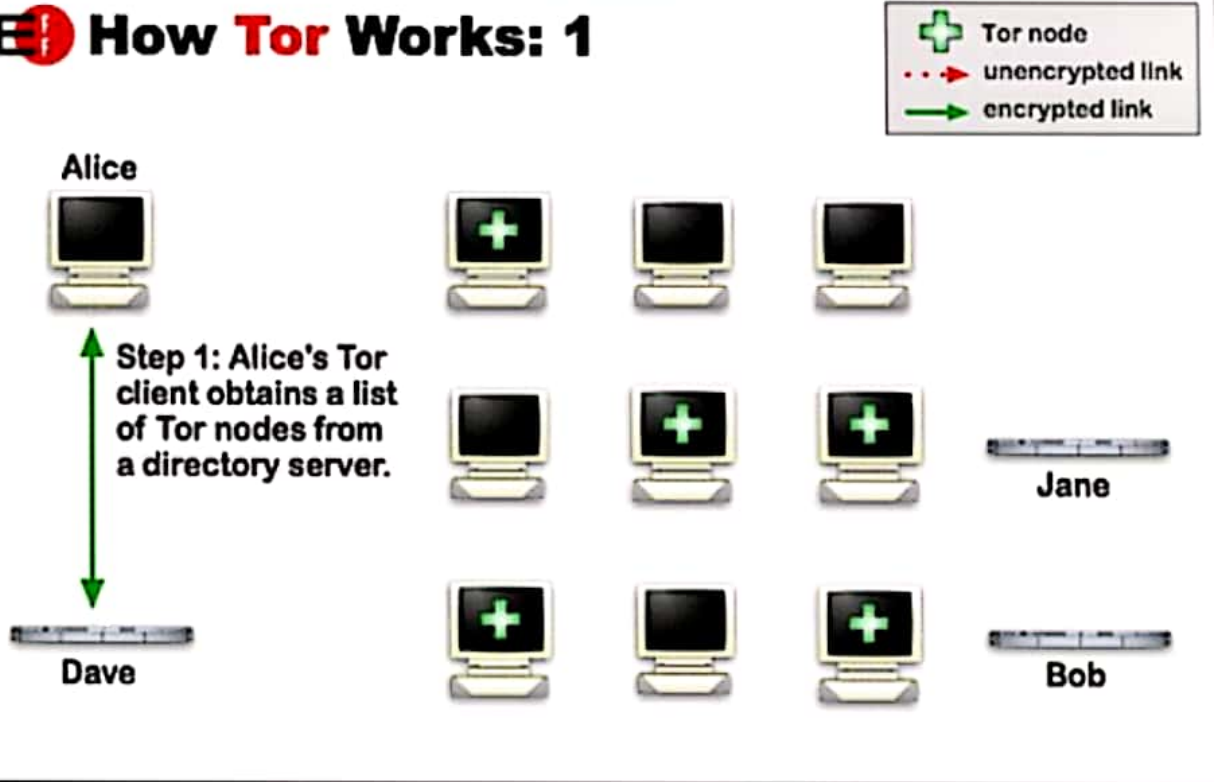 EFF How Tor Works: 1
Tor node
unencrypted link
encrypted link
Alice
Step 1: Alice's Tor
client obtains a list
of Tor nodes from
a directory server.
Jane
Dave
Bob